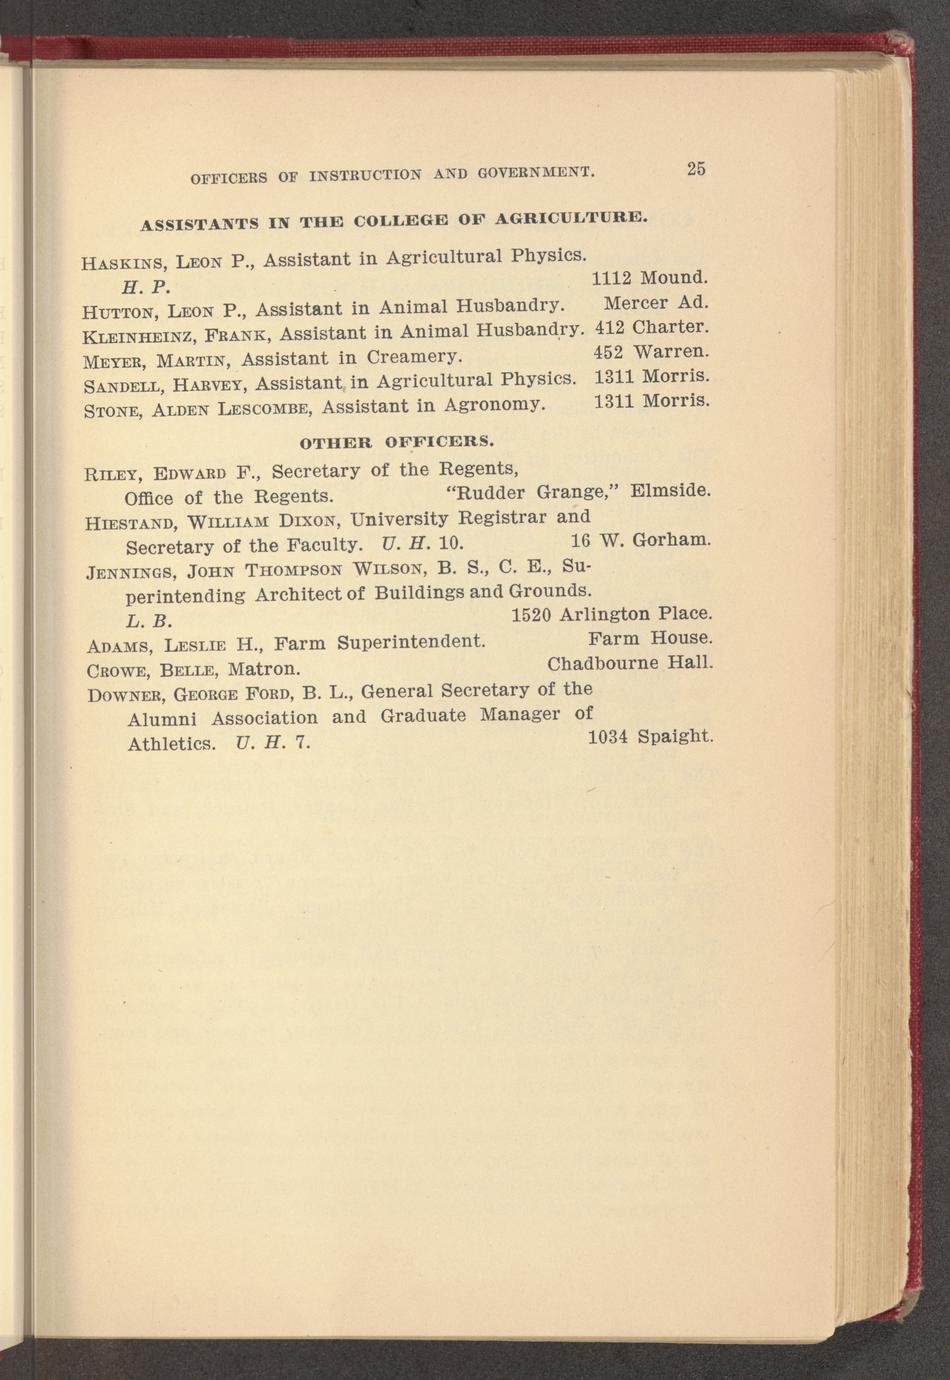 OFFICERS OF INSTRUCTION AND GOVERNMENT. 25
ASSISTANTS IN THE COLLEGE OF AGRICULTURE.
HASKINS, LEON P., Assistant in Agricultural Physics.
H. P. 1112 Mound.
HUTTON, LEON P., Assistant in Animal Husbandry. Mercer Ad.
KLEINHEINZ, FRANK, Assistant in Animal Husbandry. 412 Charter.
MEYER, MARTIN, Assistant in Creamery. 452 Warren.
SANDELL, HARVEY, Assistant in Agricultural Physics. 1311 Morris.
STONE, ALDEN LESCOMBE, Assistant in Agronomy. 1311 Morris.
OTHER OFFICERS.
RILEY, EDWARD F., Secretary of the Regents,
Office of the Regents. “Rudder Grange,” Elmside.
HIESTAND, WILLIAM DIXON, University Registrar and
Secretary of the Faculty. U. H. 10. 16 W. Gorham.
JENNINGS, JOHN THOMPSON WILSON, B. S., C. E., Su-
perintending Architect of Buildings and Grounds.
L. B. 1520 Arlington Place.
ADAMS, LESLIE H., Farm Superintendent. Farm House.
CROWE, BELLE, Matron. Chadbourne Hall.
DOWNER, GEORGE FORD, B. L., General Secretary of the
Alumni Association and Graduate Manager of
Athletics. U. H. 7. 1034 Spaight.